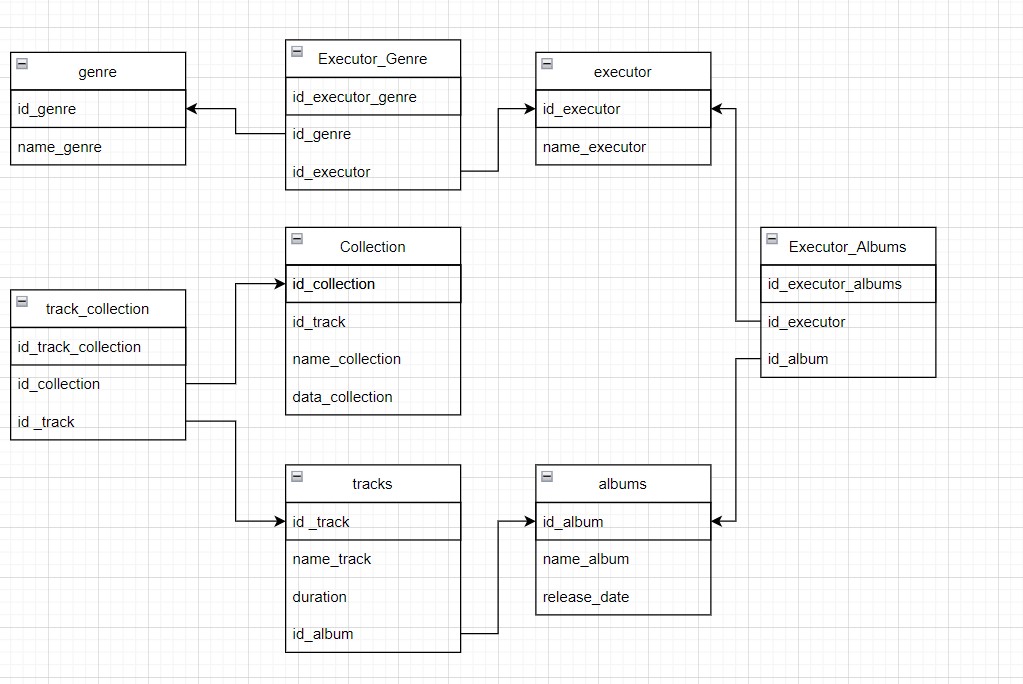 genre
id_genre
name_genre
Executor_Genre
id_executor_genre
id_genre
id_executor
executor
id_executor
name_executor
Collection
id_collection
id_track
name_collection
data_collection
Executor_Albums
id_executor_albums
id_executor
id_album
track_collection
id_track_collection
id_collection
id _track
tracks
id _track
name_track
duration
id_album
albums
id_album
name_album
release_date